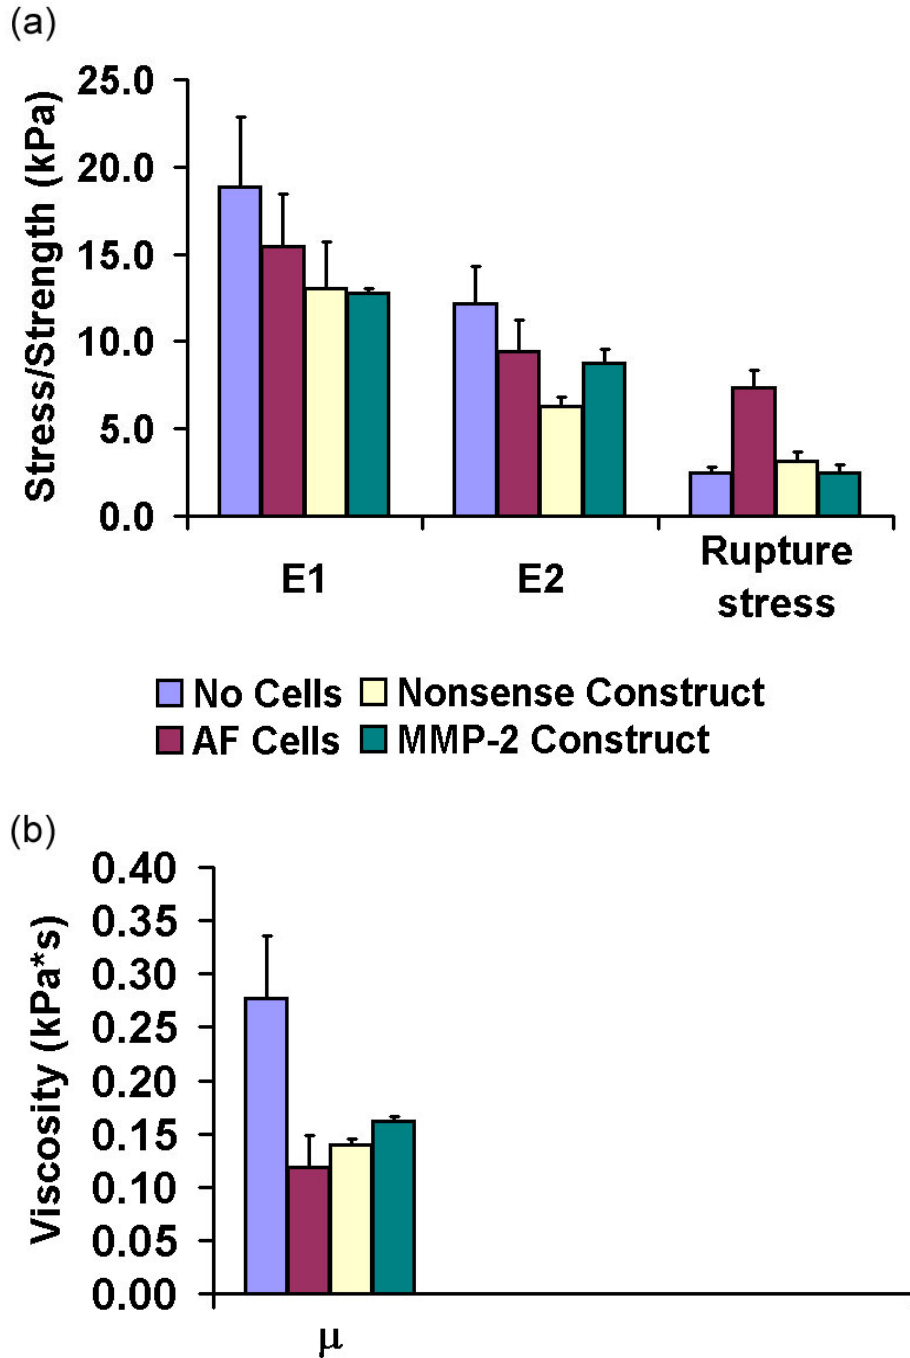 (a)
Stress/Strength (kPa)
25.0
20.0
15.0
10.0
5.0
0.0
E1
E2
Rupture
stress
No Cells
Nonsense Construct
AF Cells
MMP-2 Construct
(b)
Viscosity (kPa*s)
0.40
0.35
0.30
0.25
0.20
0.15
0.10
0.05
0.00
μ